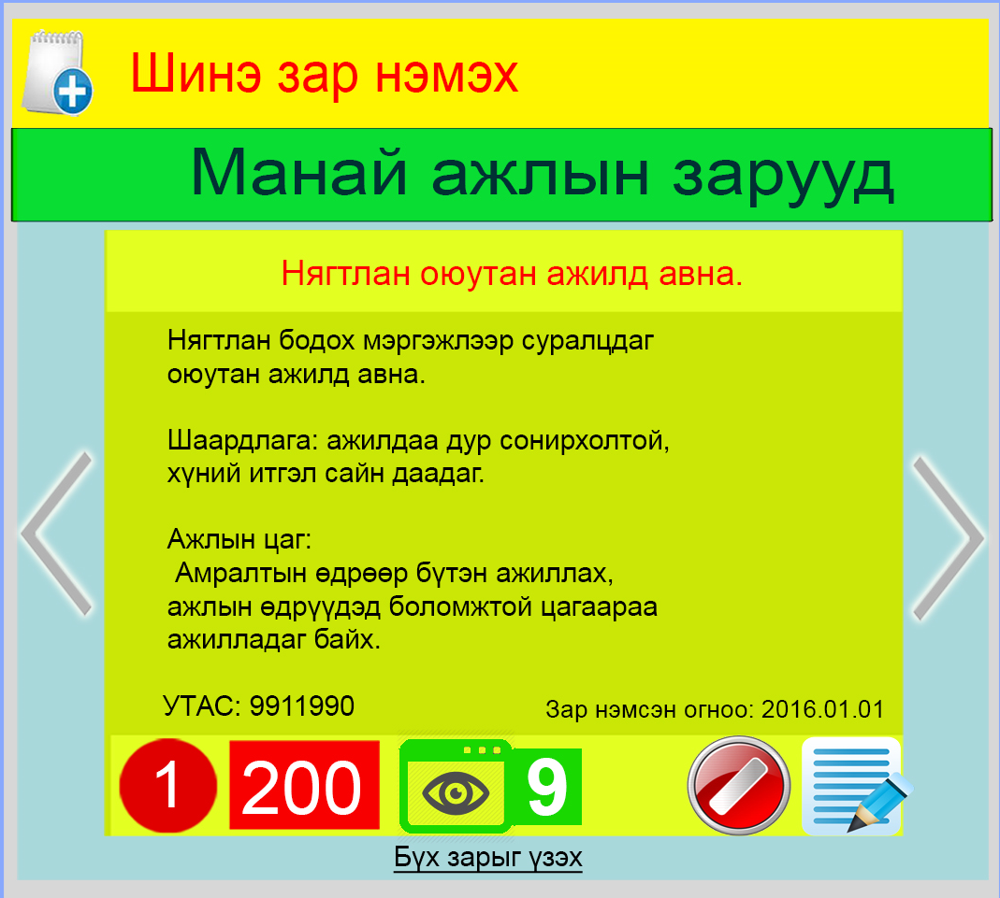 Шинэ зар нэмэх
Манай ажлын зарууд
Нягтлан оюутан ажилд авна.
Нягтлан бодох мэргэжлээр суралцдаг
оюутан ажилд авна.
Шаардлага: ажилдаа дур сонирхолтой,
хүний итгэл сайн даадаг.
Ажлын цаг:
Амралтын өдрөөр бүтэн ажиллах,
ажлын өдрүүдэд боломжтой цагаараа
ажилладаг байх.
УТАС: 9911990
Зар нэмсэн огноо: 2016.01.01
1 200 9
Бүх зарыг үзэх